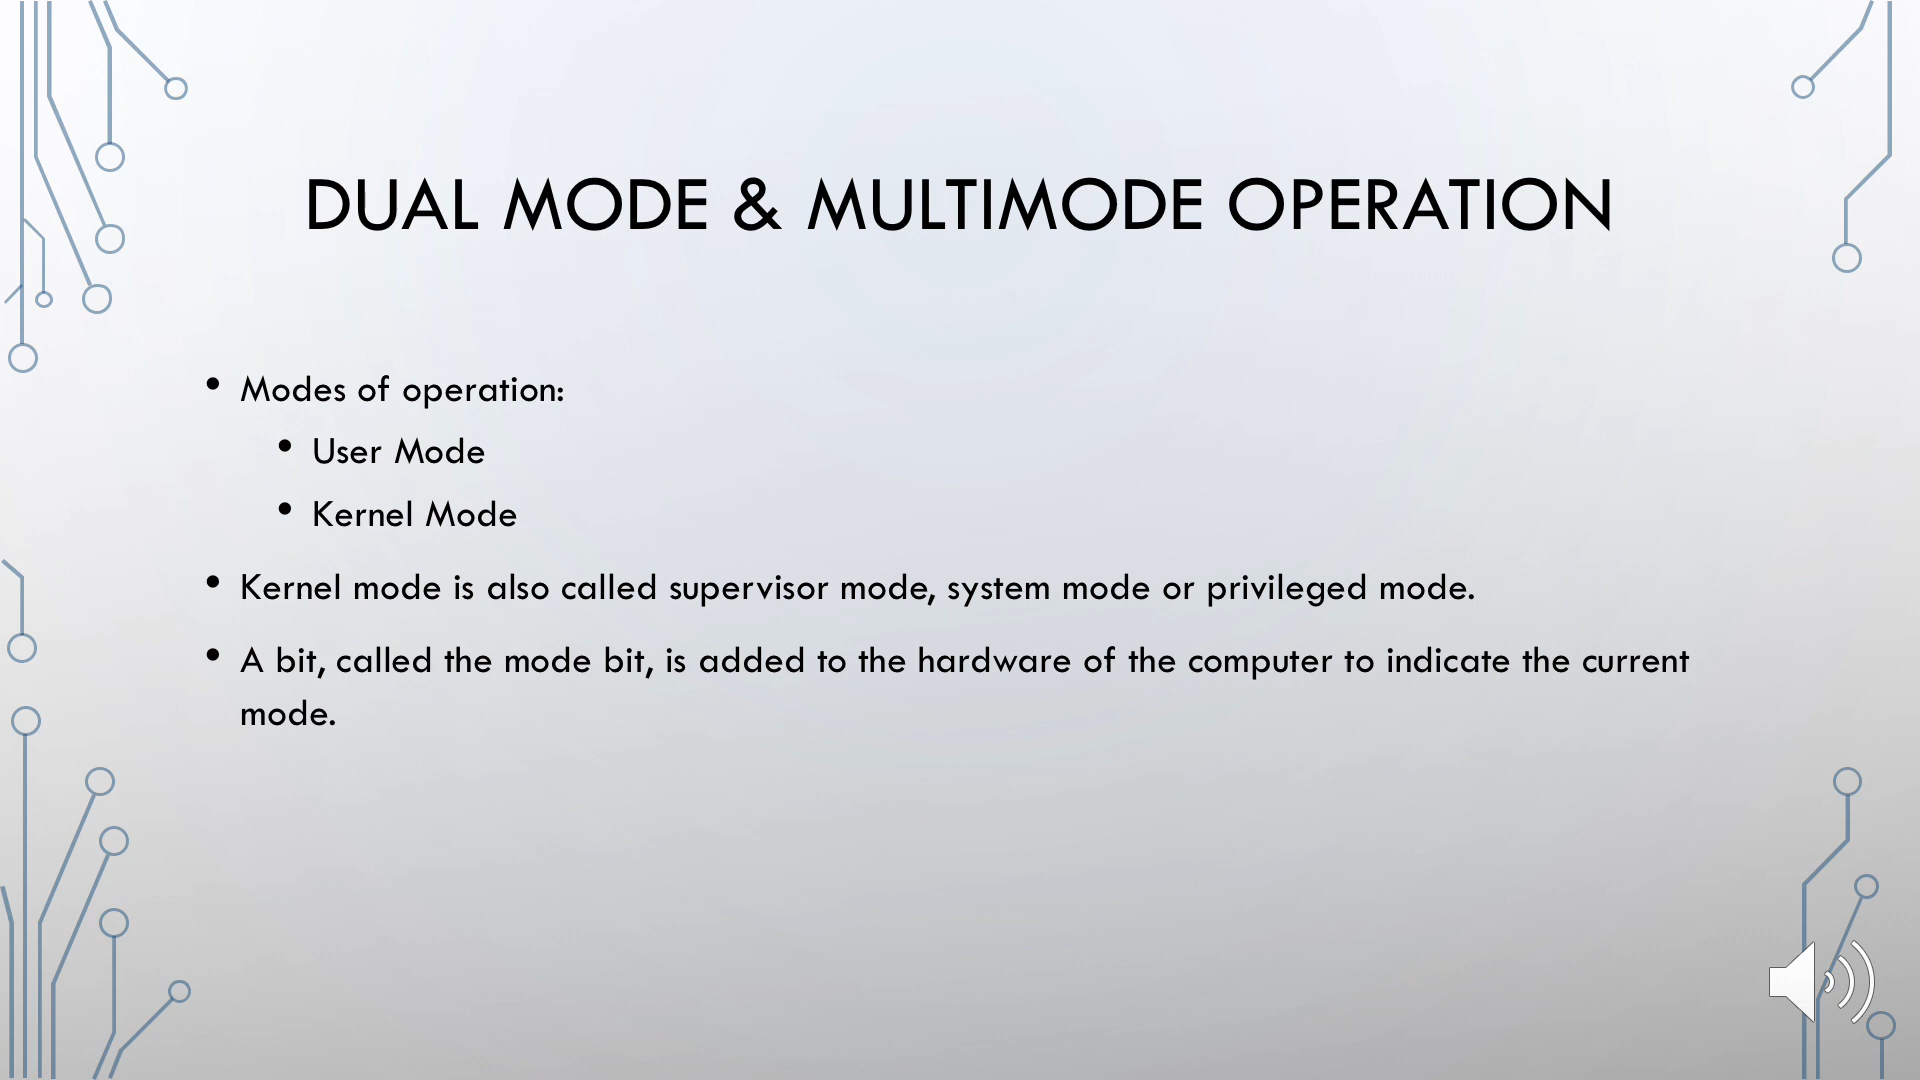 DUAL MODE & MULTIMODE OPERATION
• Modes of operation:
• User Mode
• Kernel Mode
• Kernel mode is also called supervisor mode, system mode or privileged mode.
• A bit, called the mode bit, is added to the hardware of the computer to indicate the current
mode.